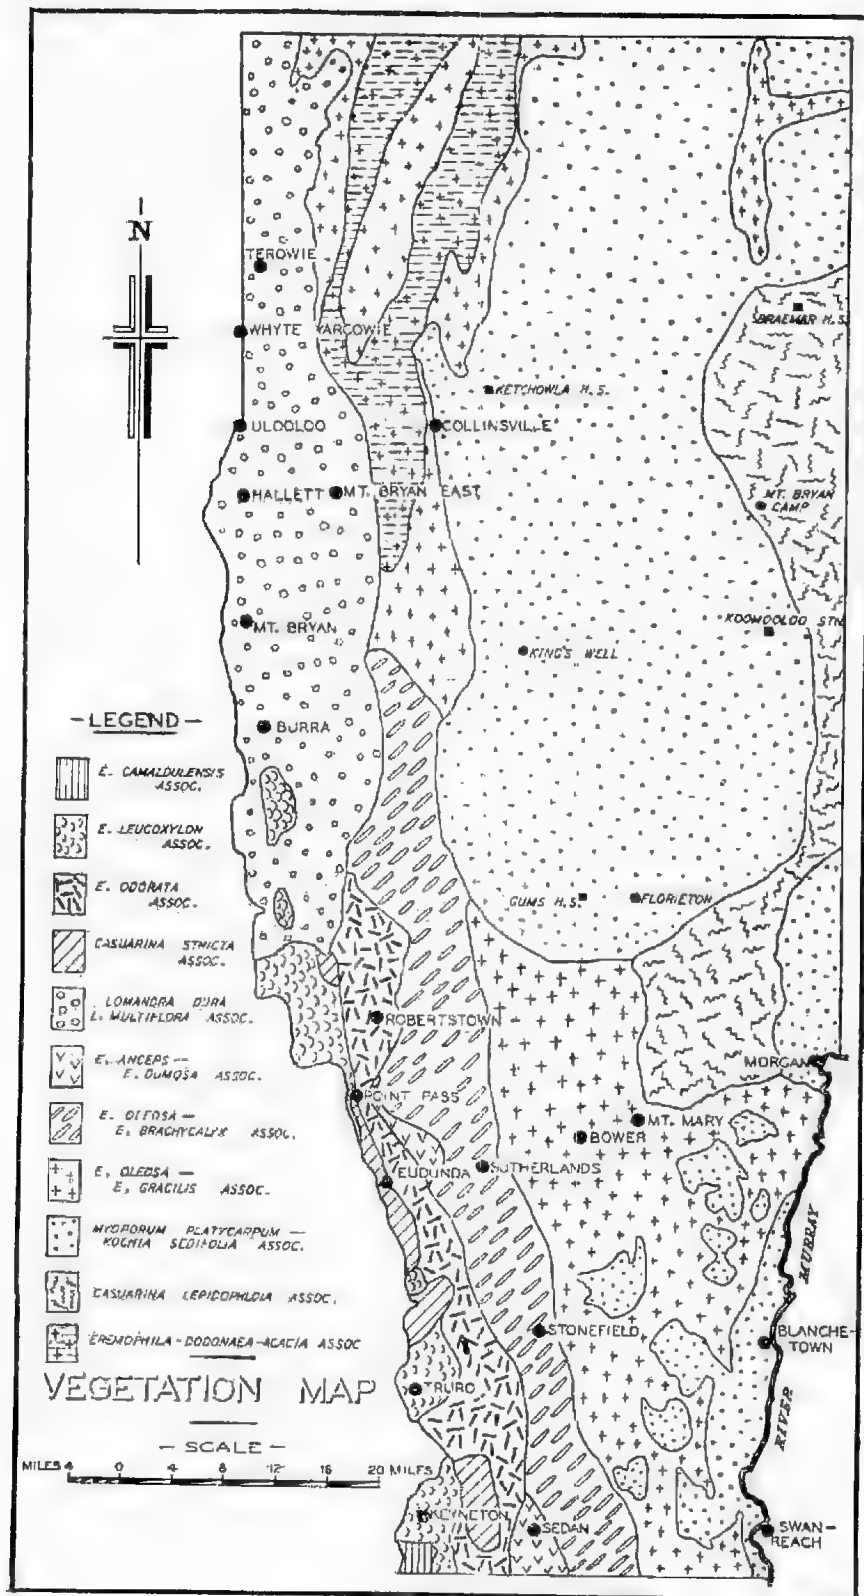 N
TEROWIE
WHYTE YARCOWIE
BRAEMAR H.S.
KETCHOWLA H.S.
ULOOLOO
COLLINSVILLE
HALLETT
MT. BRYAN EAST
MT. BRYAN
CAMP
MT. BRYAN
KOOMOOLOO STN
KING'S WELL
BURRA
GUMS H.S.
FLORIETON
ROBERTSTOWN
MORGAN
POINT PASS
MT. MARY
BOWER
EUDUNDA
SUTHERLANDS
STONEFIELD
BLANCHE-
TOWN
TRURO
KEYNETON
SEDAN
SWAN-
REACH
RIVER MURRAY
- LEGEND -
E. CAMALDULENSIS
ASSOC.
E. LEUCOXYLON
ASSOC.
E. ODORATA
ASSOC.
CASUARINA STRICTA
ASSOC.
LOMANDRA DURA
L. MULTIFLORA ASSOC.
E. ANCEPS —
E. DUMOSA ASSOC.
E. OLEOSA —
E. BRACHYCALYX ASSOC.
E. OLEOSA —
E. GRACILIS ASSOC.
MYOPORUM PLATYCARPUM —
KOCHIA SEDIFOLIA ASSOC.
CASUARINA LEPIDOPHLOIA ASSOC.
EREMOPHILA-DODONAEA-ACACIA ASSOC
VEGETATION MAP
- SCALE -
MILES 4 0 4 8 12 16 20 MILES